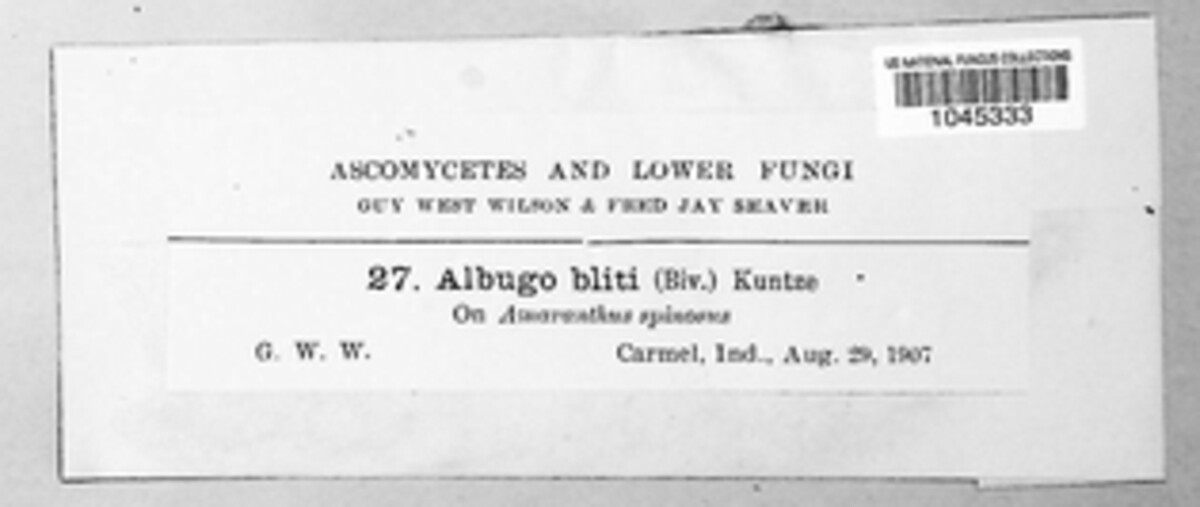 US NATIONAL FUNGUS COLLECTIONS
1045333
ASCOMYCETES AND LOWER FUNGI
GUY WEST WILSON & FRED JAY SEAVER
27. Albugo bliti (Biv.) Kuntze
On Amaranthus spinosus
G. W. W. Carmel, Ind., Aug. 29, 1907